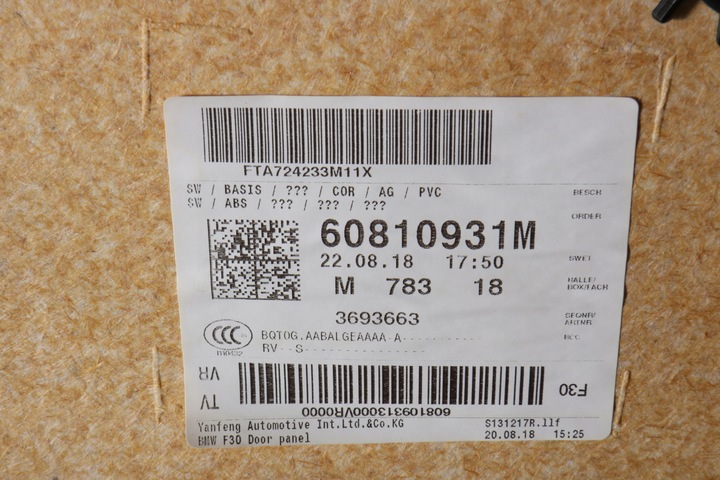 FTA724233M11X
SW / BASIS / ??? / COR / AG / PVC
BESCH
SW / ABS / ??? / ??? / ???
ORDER
60810931M
22.08.18 17:50
SWET
M 783 18
HALLE/
BOX/FACH
3693663
SEQNR/
ARTNR
CCC
BQT0G.AABALGEAAAA-A-----------
RV--S---------------
VR
TV
608109313000VR0000
F30
Yanfeng Automotive Int.Ltd.&Co.KG
S131217R.llf
BMW F30 Door panel
20.08.18 15:25